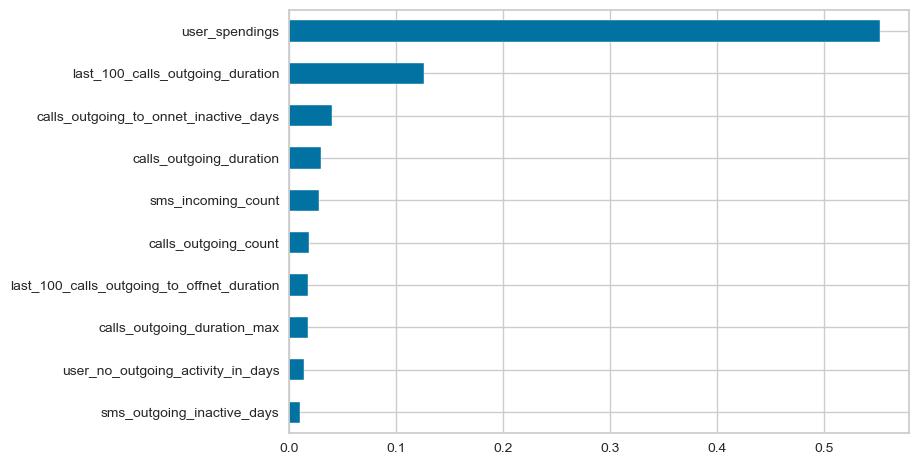 user_spendings
last_100_calls_outgoing_duration
calls_outgoing_to_onnet_inactive_days
calls_outgoing_duration
sms_incoming_count
calls_outgoing_count
last_100_calls_outgoing_to_offnet_duration
calls_outgoing_duration_max
user_no_outgoing_activity_in_days
sms_outgoing_inactive_days
0.0 0.1 0.2 0.3 0.4 0.5